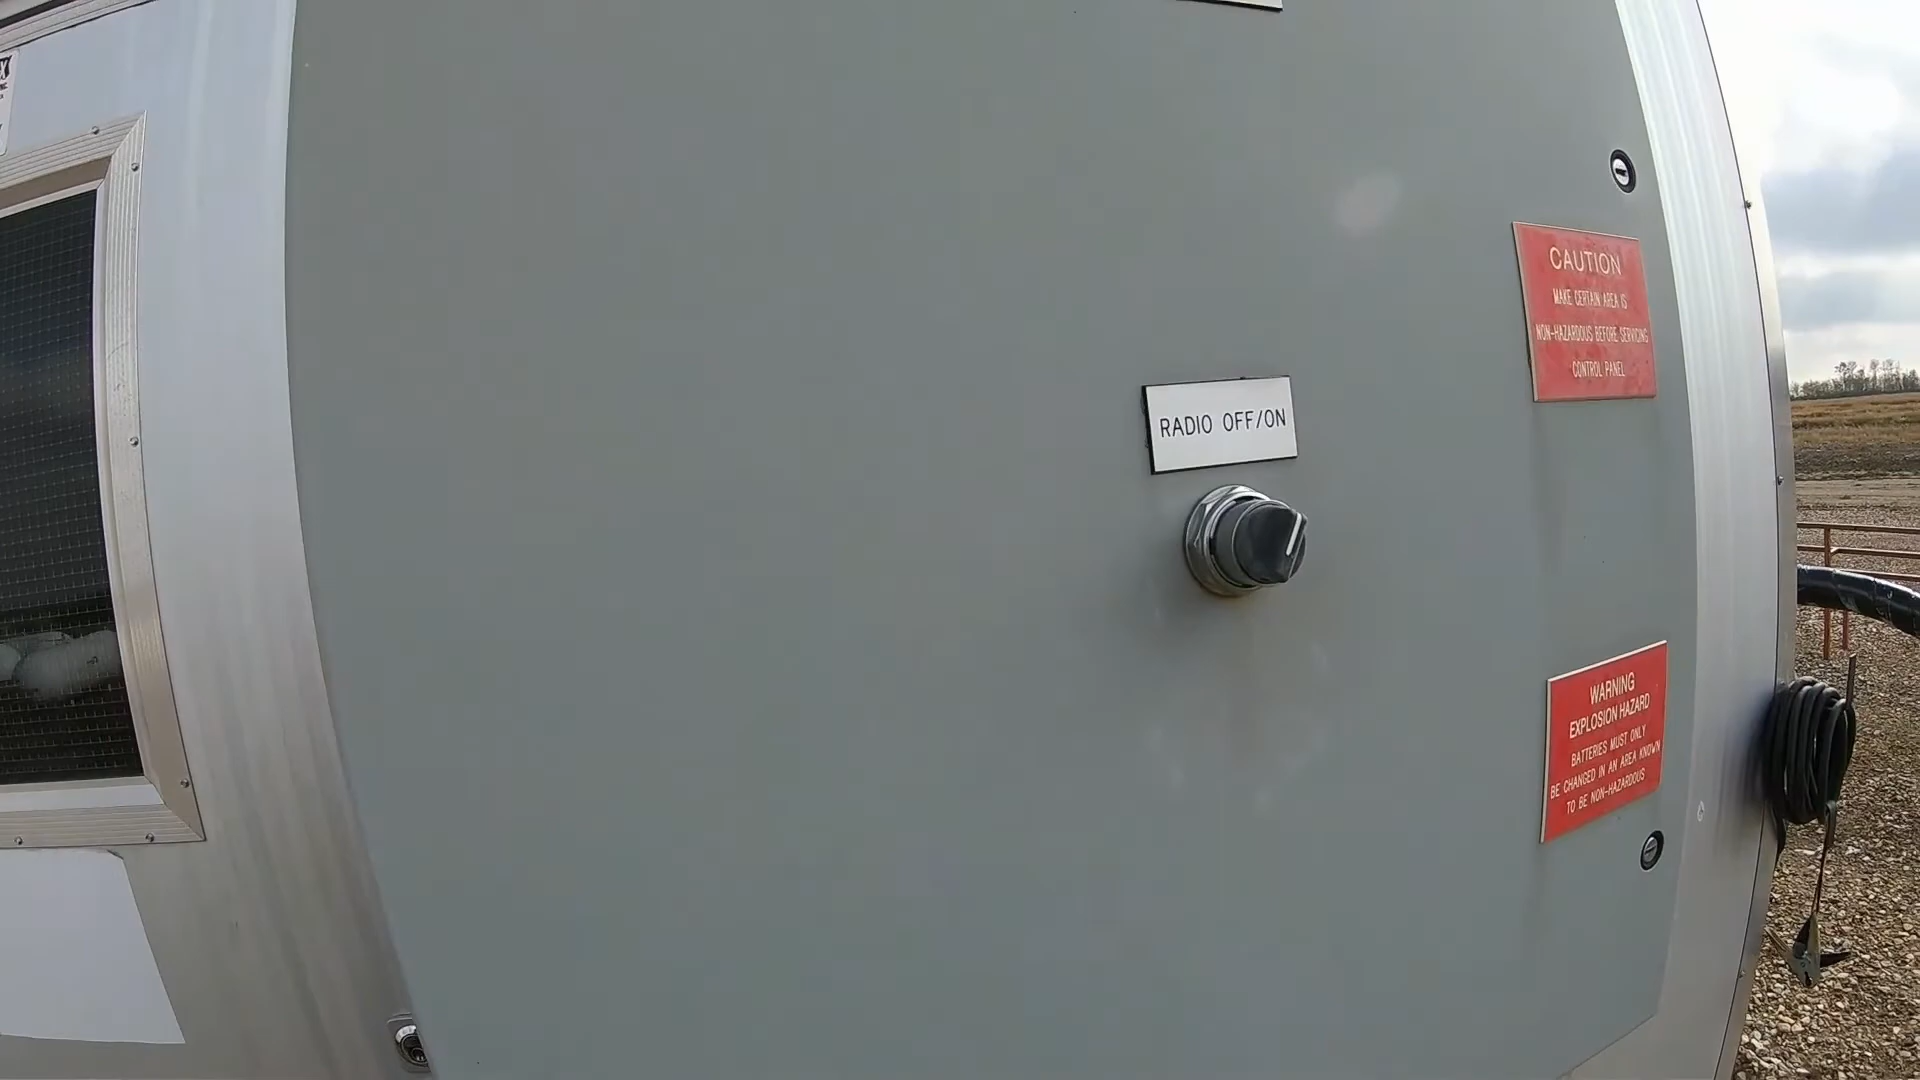 CAUTION
MAKE CERTAIN AREA IS
NON-HAZARDOUS BEFORE SERVICING
CONTROL PANEL
RADIO OFF/ON
WARNING
EXPLOSION HAZARD
BATTERIES MUST ONLY
BE CHANGED IN AN AREA KNOWN
TO BE NON-HAZARDOUS